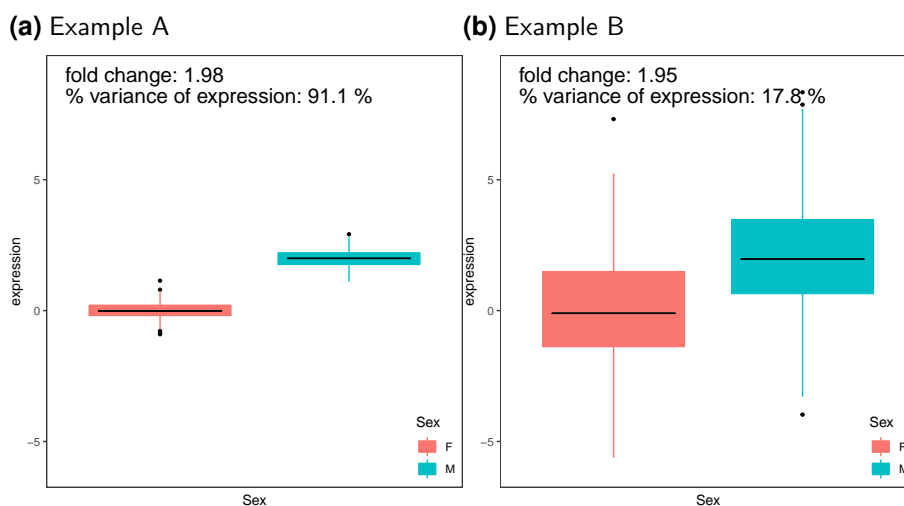 (a) Example A
fold change: 1.98
% variance of expression: 91.1 %
5
0
−5
expression
Sex
F
M
Sex
(b) Example B
fold change: 1.95
% variance of expression: 17.8 %
5
0
−5
expression
Sex
F
M
Sex